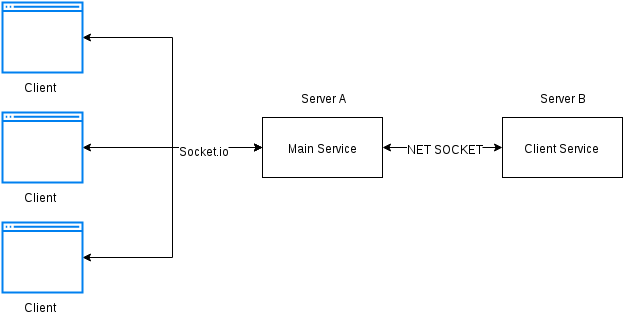 Client
Client
Client
Socket.io
Server A
Main Service
NET SOCKET
Server B
Client Service